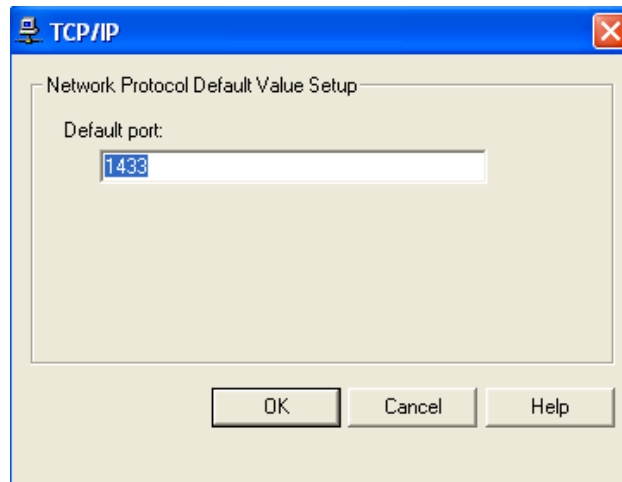 TCP/IP
Network Protocol Default Value Setup
Default port:
1433
OK Cancel Help